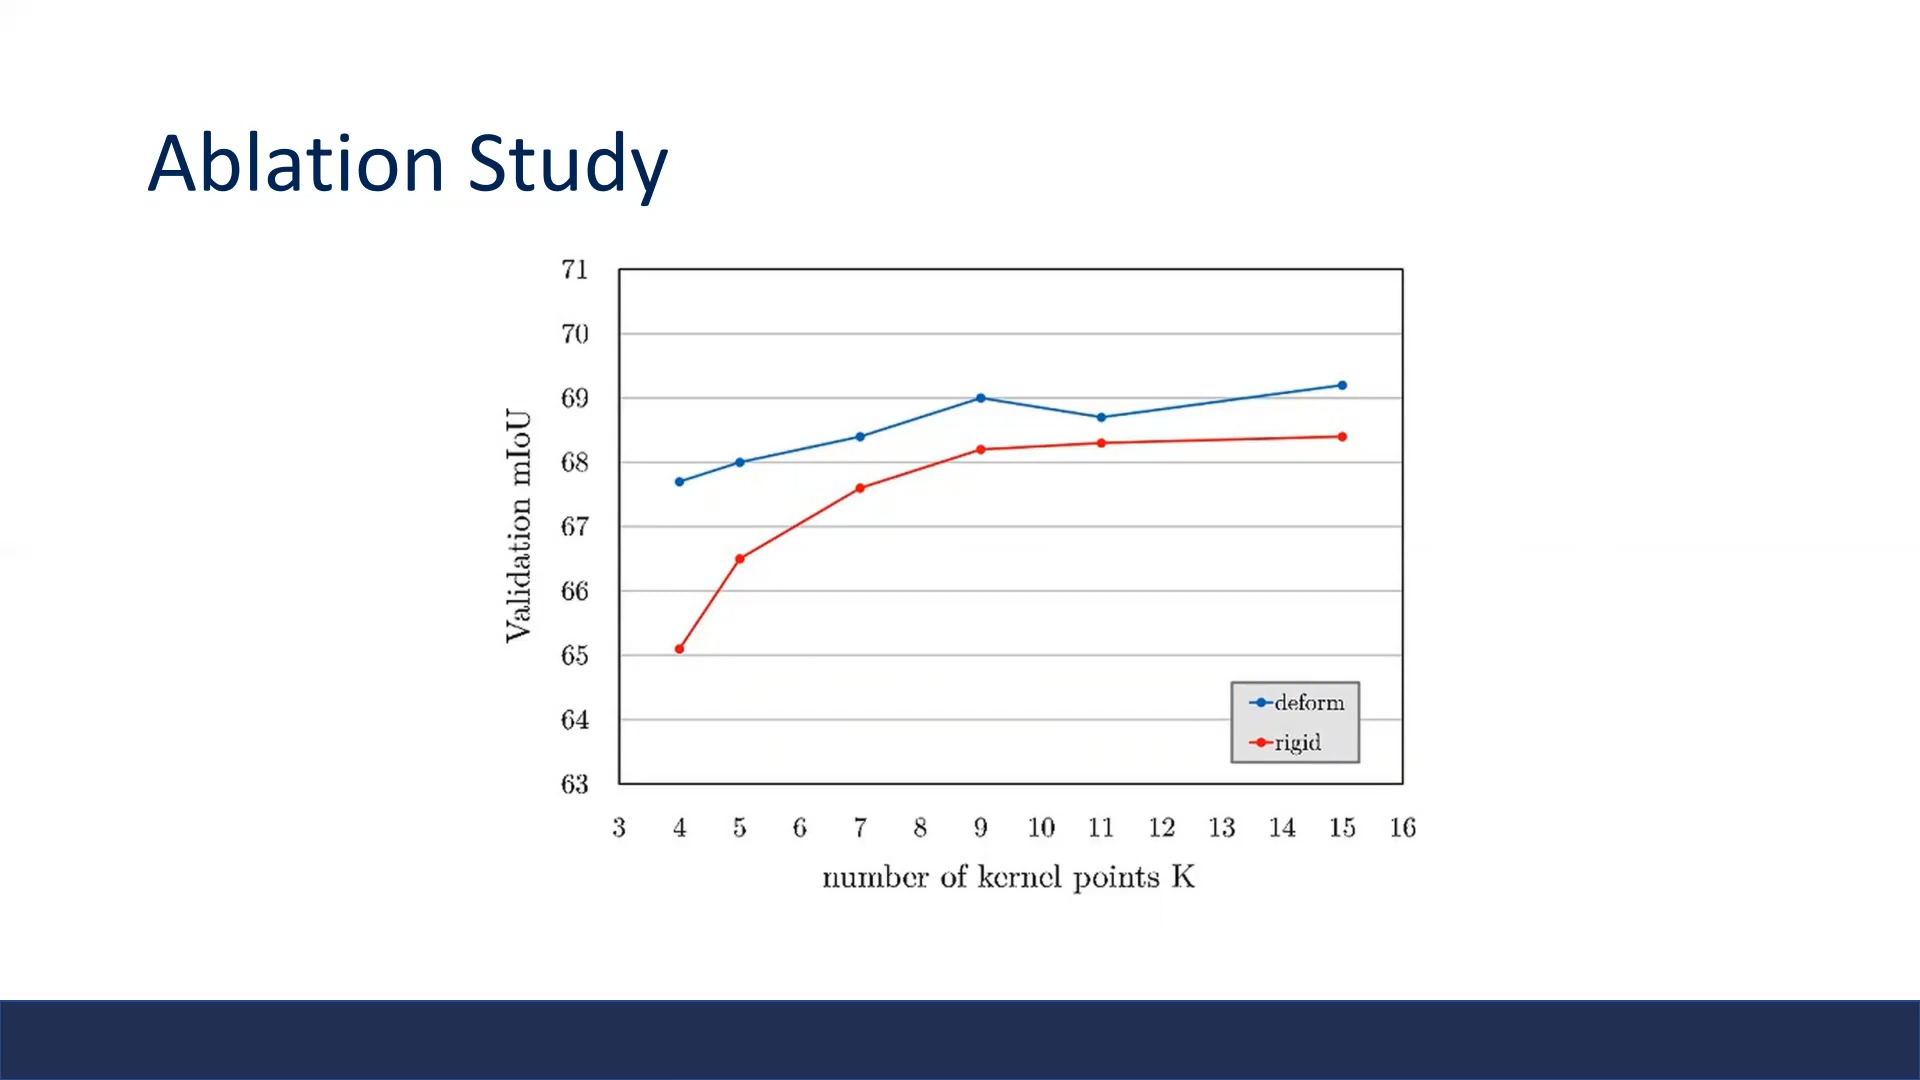 Ablation Study
71
70
69
68
67
66
65
64
63
Validation mIoU
deform
rigid
3 4 5 6 7 8 9 10 11 12 13 14 15 16
number of kernel points K